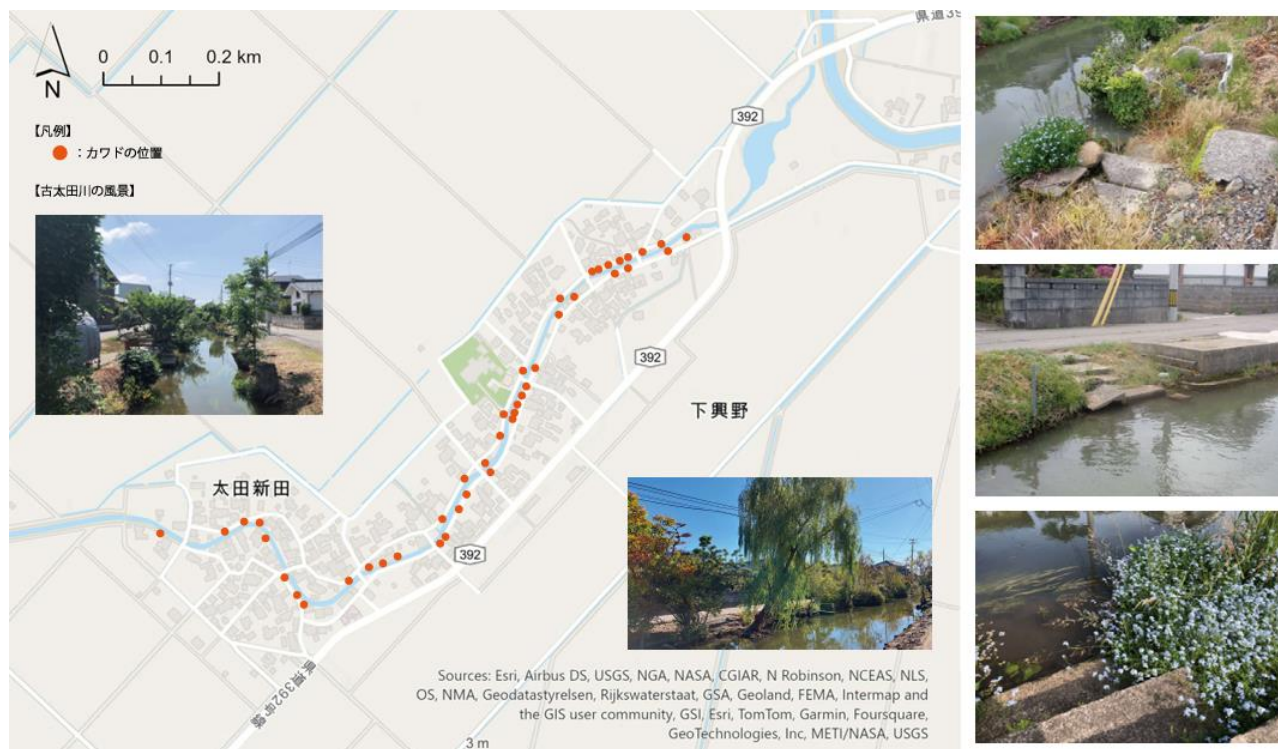 県道39
0 0.1 0.2 km
N
【凡例】
：カワドの位置
【古太田川の風景】
392
392
下興野
太田新田
392
県道392号線
Sources: Esri, Airbus DS, USGS, NGA, NASA, CGIAR, N Robinson, NCEAS, NLS,
OS, NMA, Geodatastyrelsen, Rijkswaterstaat, GSA, Geoland, FEMA, Intermap and
the GIS user community, GSI, Esri, TomTom, Garmin, Foursquare,
GeoTechnologies, Inc, METI/NASA, USGS
3 m